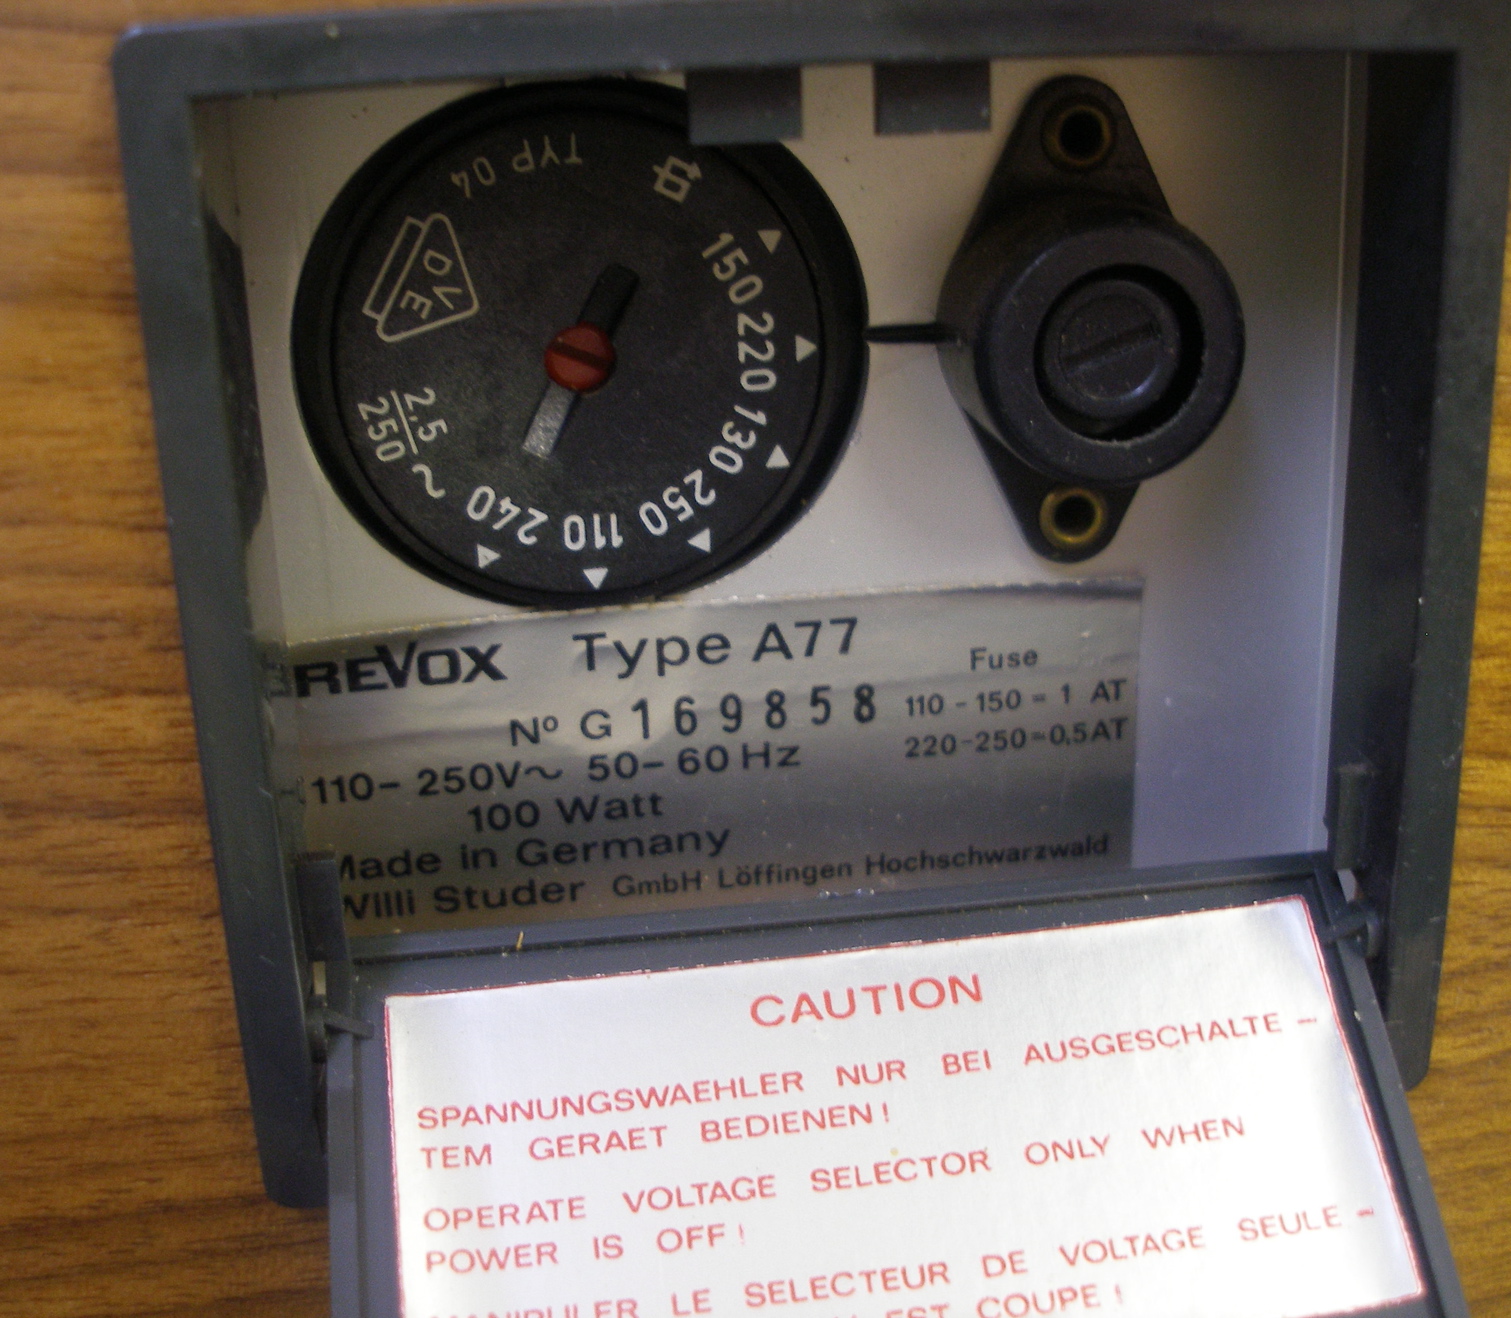 TYP 04
DVE
2.5
250 ~
150
220
130
250
110
240
REVOX Type A77
Nº G 169858
110 – 250V~ 50–60 Hz
100 Watt
Made in Germany
Willi Studer GmbH Löffingen Hochschwarzwald
Fuse
110 - 150 = 1 AT
220-250=0,5AT
CAUTION
SPANNUNGSWAEHLER NUR BEI AUSGESCHALTE –
TEM GERAET BEDIENEN!
OPERATE VOLTAGE SELECTOR ONLY WHEN
POWER IS OFF!
MANIPULER LE SELECTEUR DE VOLTAGE SEULE –
EST COUPE!